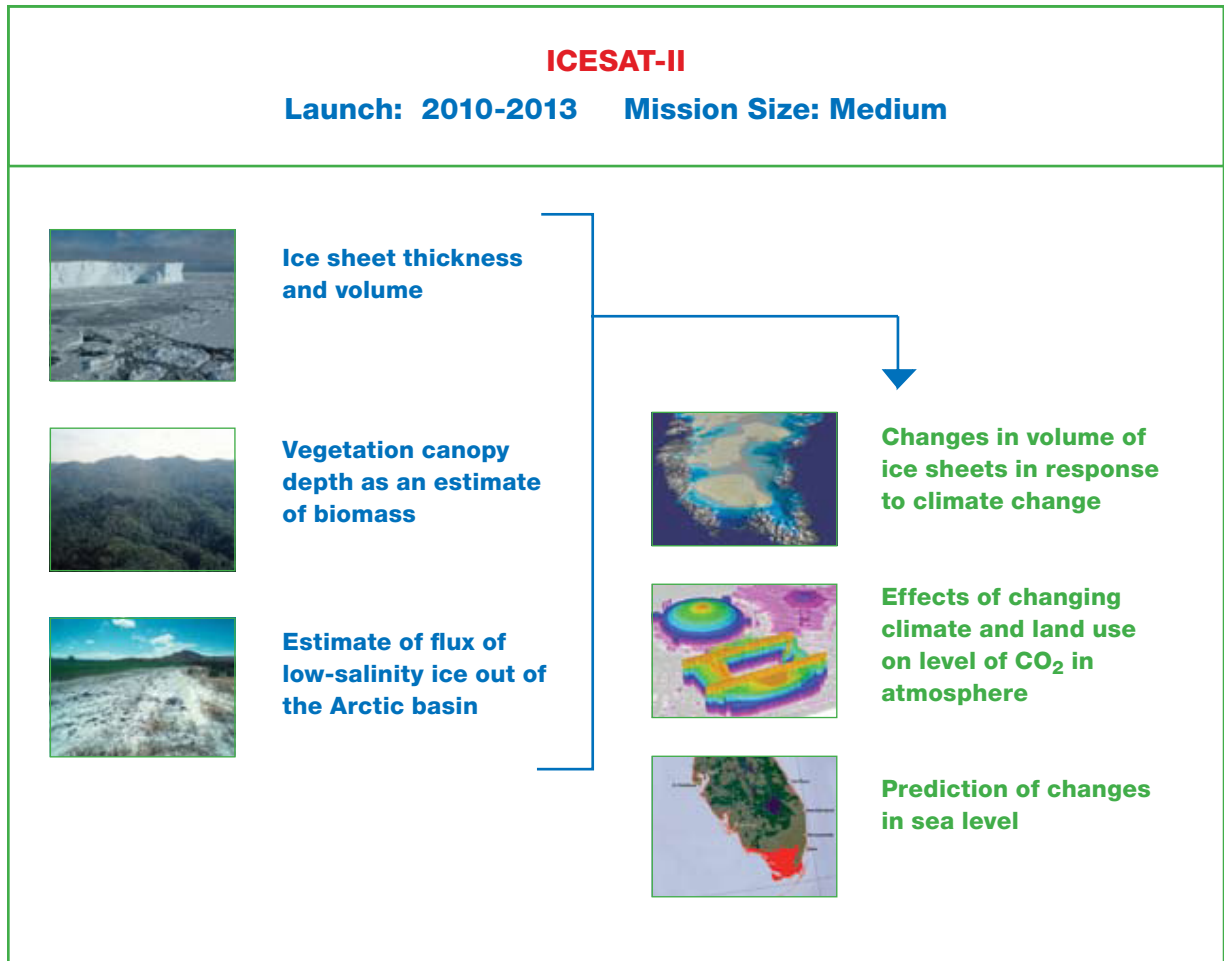 ICESAT-II
Launch: 2010-2013 Mission Size: Medium
Ice sheet thickness
and volume
Vegetation canopy
depth as an estimate
of biomass
Estimate of flux of
low-salinity ice out of
the Arctic basin
Changes in volume of
ice sheets in response
to climate change
Effects of changing
climate and land use
on level of CO₂ in
atmosphere
Prediction of changes
in sea level